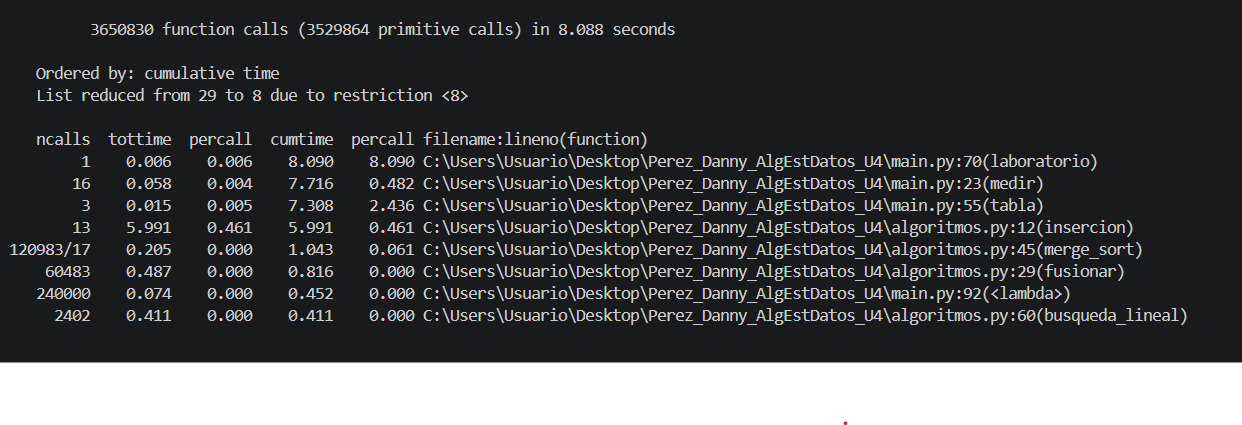 3650830 function calls (3529864 primitive calls) in 8.088 seconds
Ordered by: cumulative time
List reduced from 29 to 8 due to restriction <8>
ncalls tottime percall cumtime percall filename:lineno(function)
1 0.006 0.006 8.090 8.090 C:\Users\Usuario\Desktop\Perez_Danny_AlgEstDatos_U4\main.py:70(laboratorio)
16 0.058 0.004 7.716 0.482 C:\Users\Usuario\Desktop\Perez_Danny_AlgEstDatos_U4\main.py:23(medir)
3 0.015 0.005 7.308 2.436 C:\Users\Usuario\Desktop\Perez_Danny_AlgEstDatos_U4\main.py:55(tabla)
13 5.991 0.461 5.991 0.461 C:\Users\Usuario\Desktop\Perez_Danny_AlgEstDatos_U4\algoritmos.py:12(insercion)
120983/17 0.205 0.000 1.043 0.061 C:\Users\Usuario\Desktop\Perez_Danny_AlgEstDatos_U4\algoritmos.py:45(merge_sort)
60483 0.487 0.000 0.816 0.000 C:\Users\Usuario\Desktop\Perez_Danny_AlgEstDatos_U4\algoritmos.py:29(fusionar)
240000 0.074 0.000 0.452 0.000 C:\Users\Usuario\Desktop\Perez_Danny_AlgEstDatos_U4\main.py:92(<lambda>)
2402 0.411 0.000 0.411 0.000 C:\Users\Usuario\Desktop\Perez_Danny_AlgEstDatos_U4\algoritmos.py:60(busqueda_lineal)